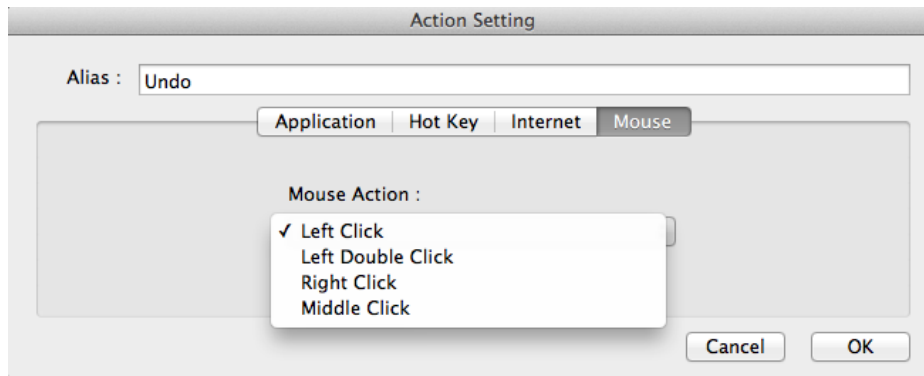 Action Setting
Alias : Undo
Application Hot Key Internet Mouse
Mouse Action :
✓ Left Click
Left Double Click
Right Click
Middle Click
Cancel OK